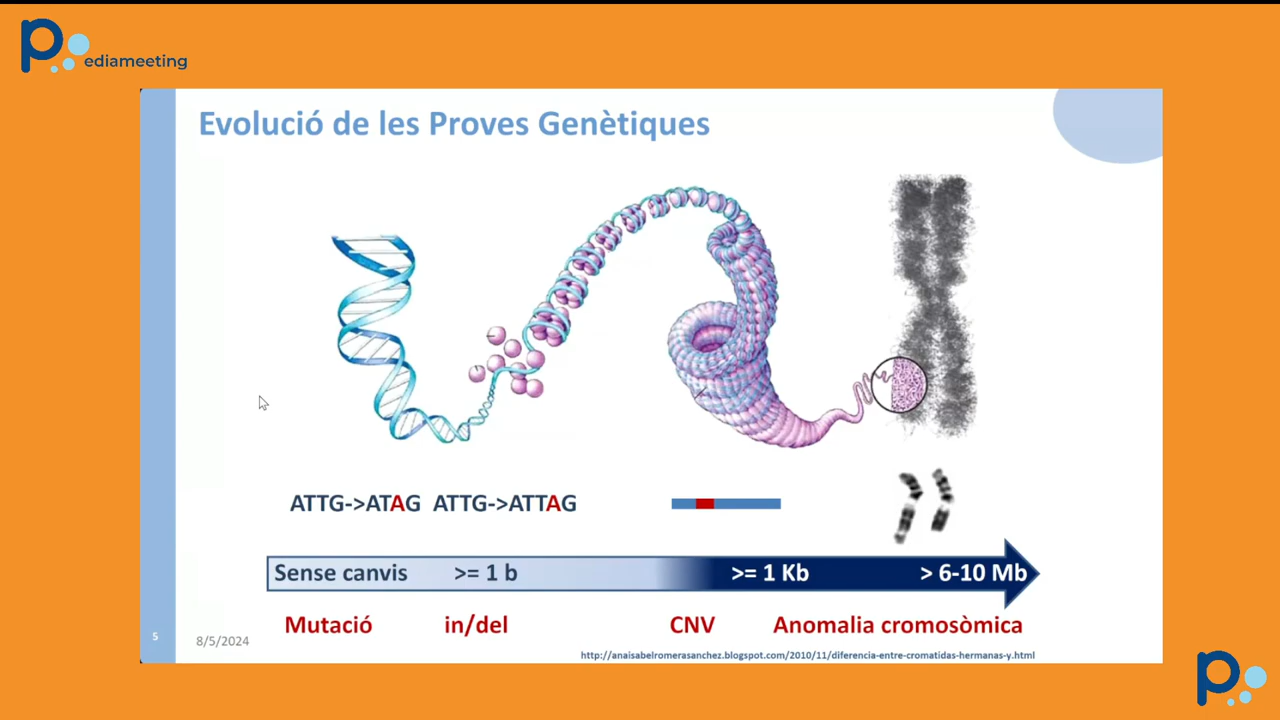 Pediameeting
Evolució de les Proves Genètiques
ATTG->ATAG ATTG->ATTAG
Sense canvis >= 1 b >= 1 Kb > 6-10 Mb
Mutació in/del CNV Anomalia cromosòmica
5
8/5/2024
http://anaisabelromerasanchez.blogspot.com/2010/11/diferencia-entre-cromatidas-hermanas-y.html
P